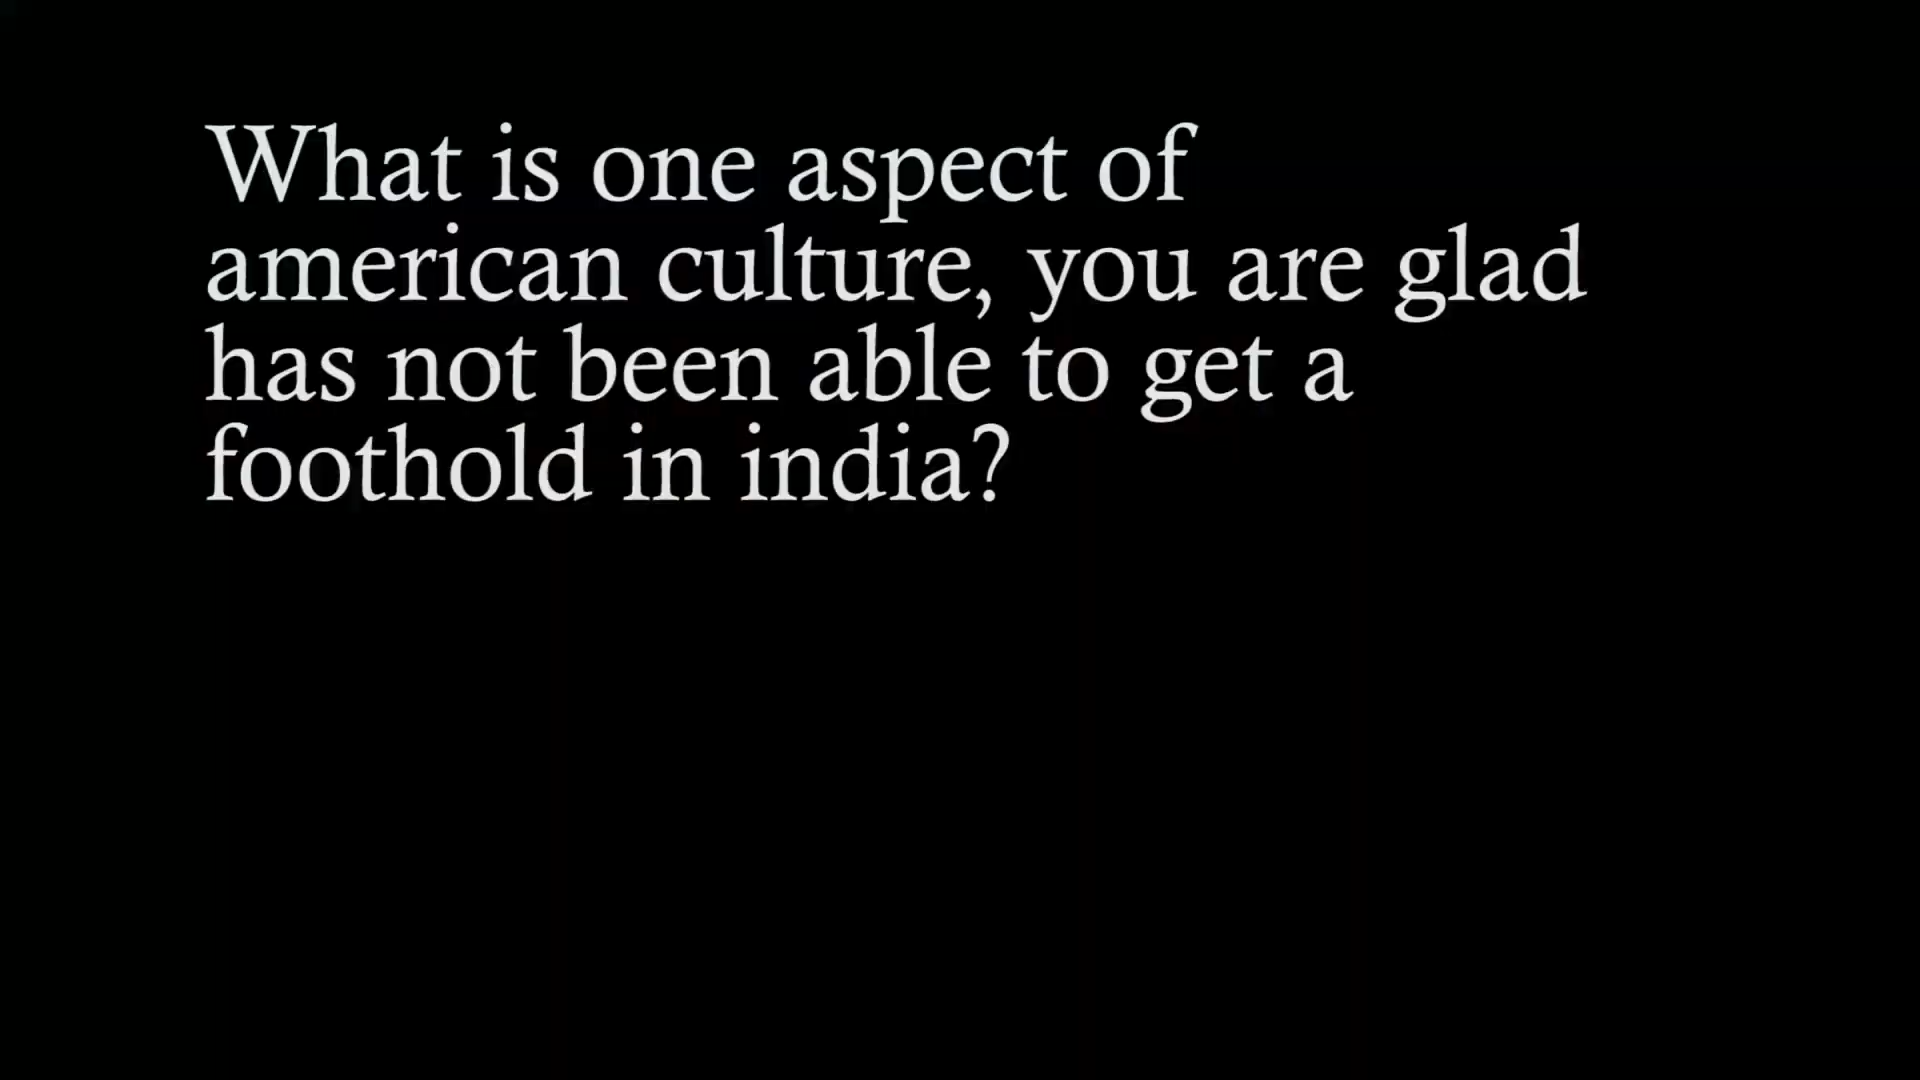 What is one aspect of
american culture, you are glad
has not been able to get a
foothold in india?